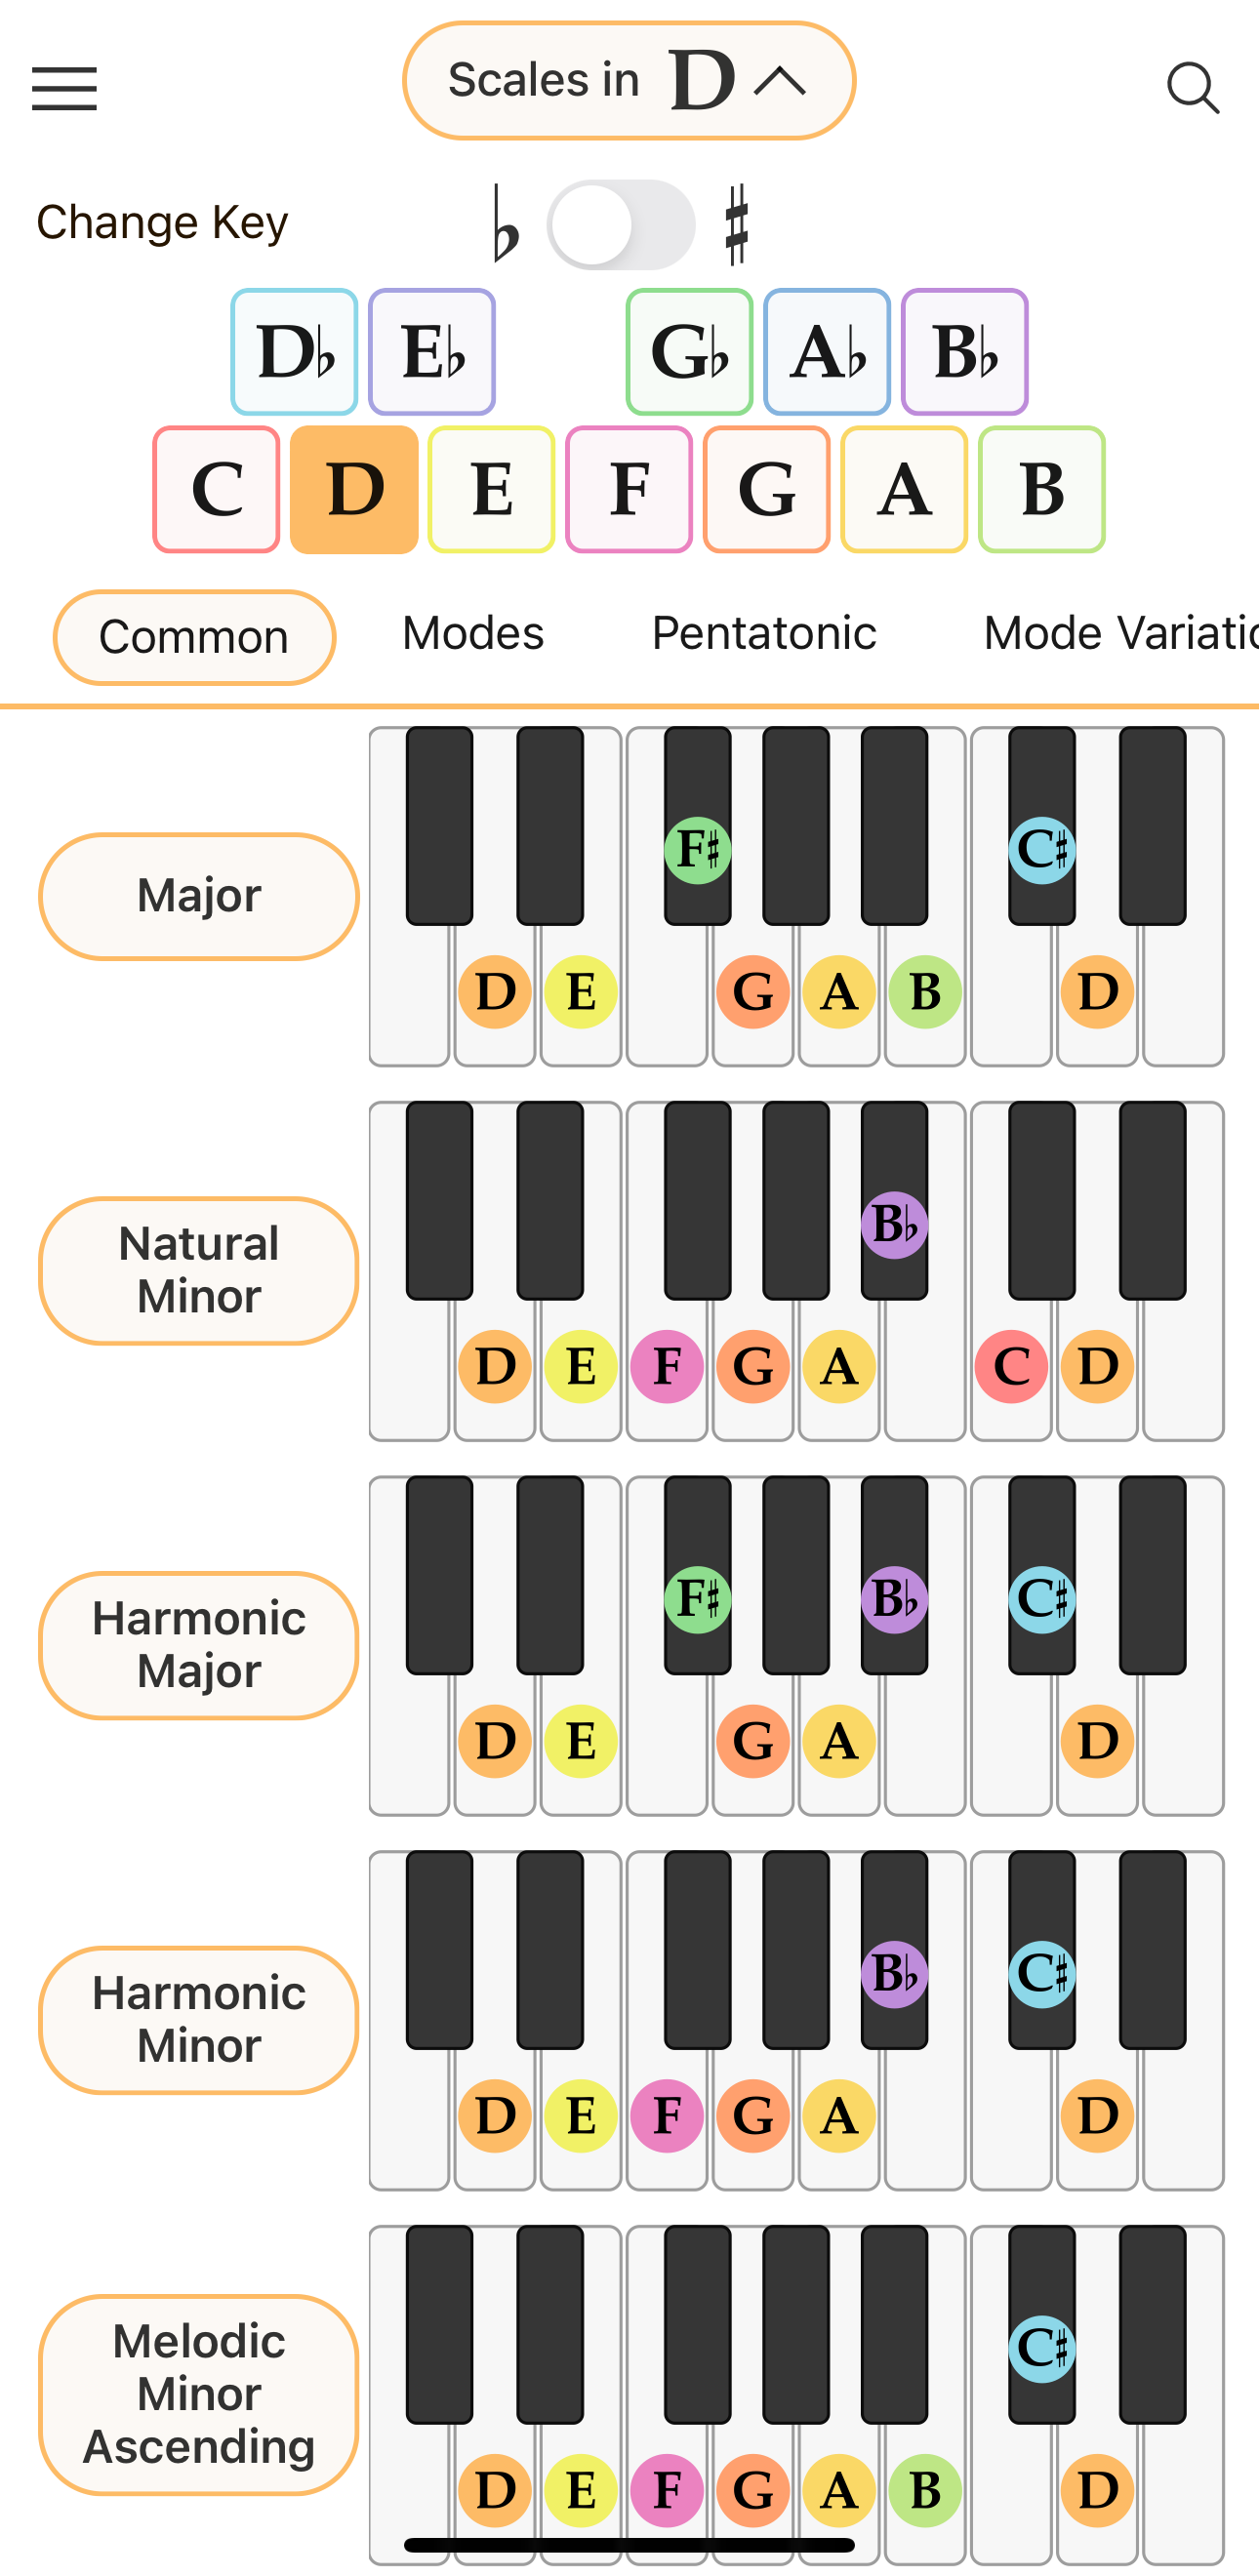 Scales in D
Change Key ♭ ♯
D♭ E♭ G♭ A♭ B♭
C D E F G A B
Common Modes Pentatonic Mode Variatio
F♯ C♯
Major
D E G A B D
B♭
Natural
Minor
D E F G A C D
F♯ B♭ C♯
Harmonic
Major
D E G A D
B♭ C♯
Harmonic
Minor
D E F G A D
C♯
Melodic
Minor
Ascending
D E F G A B D